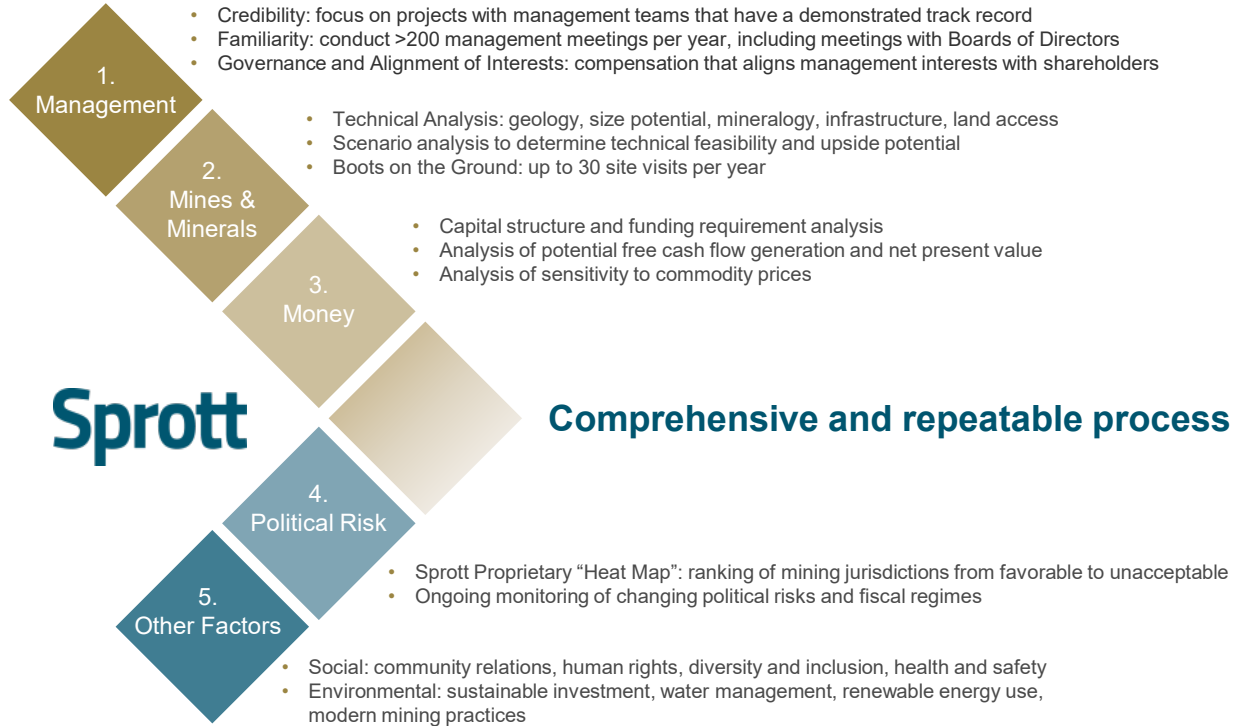 • Credibility: focus on projects with management teams that have a demonstrated track record
• Familiarity: conduct >200 management meetings per year, including meetings with Boards of Directors
• Governance and Alignment of Interests: compensation that aligns management interests with shareholders
1.
Management
• Technical Analysis: geology, size potential, mineralogy, infrastructure, land access
• Scenario analysis to determine technical feasibility and upside potential
• Boots on the Ground: up to 30 site visits per year
2.
Mines &
Minerals
• Capital structure and funding requirement analysis
• Analysis of potential free cash flow generation and net present value
• Analysis of sensitivity to commodity prices
3.
Money
Sprott
Comprehensive and repeatable process
4.
Political Risk
• Sprott Proprietary “Heat Map”: ranking of mining jurisdictions from favorable to unacceptable
• Ongoing monitoring of changing political risks and fiscal regimes
5.
Other Factors
• Social: community relations, human rights, diversity and inclusion, health and safety
• Environmental: sustainable investment, water management, renewable energy use,
modern mining practices